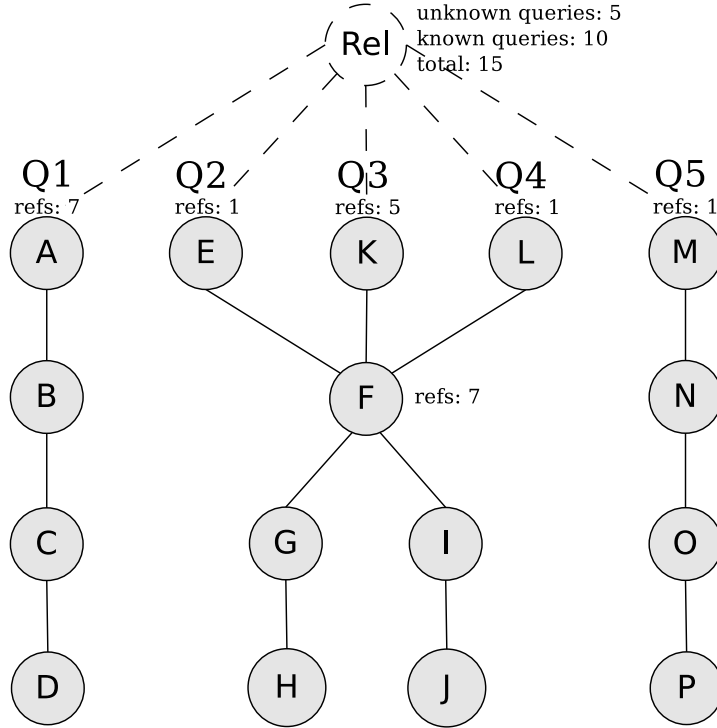 Rel
unknown queries: 5
known queries: 10
total: 15
Q1
refs: 7
Q2
refs: 1
Q3
refs: 5
Q4
refs: 1
Q5
refs: 1
A
E
K
L
M
B
F
refs: 7
N
C
G
I
O
D
H
J
P